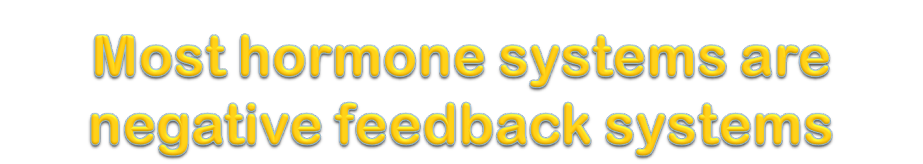 Most hormone systems are
negative feedback systems